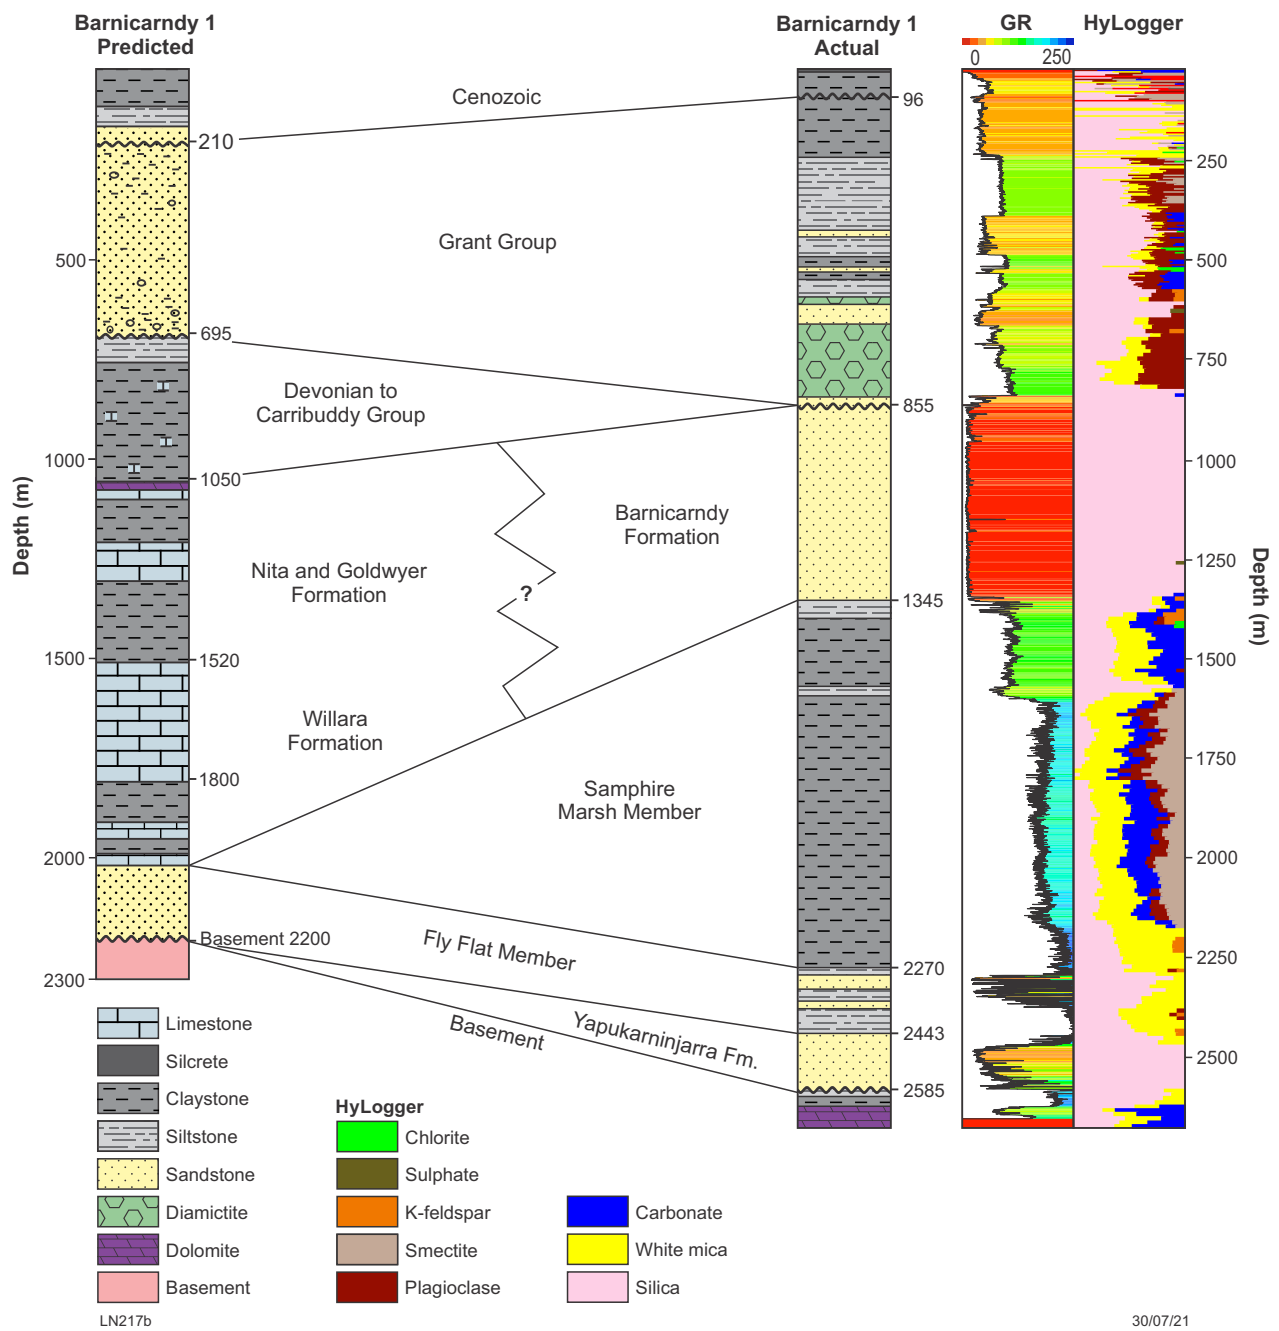 Barnicarndy 1
Predicted
Barnicarndy 1
Actual
GR
HyLogger
0
250
Cenozoic
96
210
250
Grant Group
500
500
695
750
Devonian to
Carribuddy Group
855
1000
1000
1050
Depth (m)
Depth (m)
Barnicarndy
Formation
Nita and Goldwyer
Formation
?
1250
1345
1500
1520
1500
Willara
Formation
1750
1800
Samphire
Marsh Member
2000
2000
Basement 2200
Fly Flat Member
2250
2270
2300
Yapukarninjarra Fm.
Basement
2443
2500
2585
Limestone
Silcrete
Claystone
Siltstone
Sandstone
Diamictite
Dolomite
Basement
HyLogger
Chlorite
Sulphate
K-feldspar
Smectite
Plagioclase
Carbonate
White mica
Silica
LN217b
30/07/21